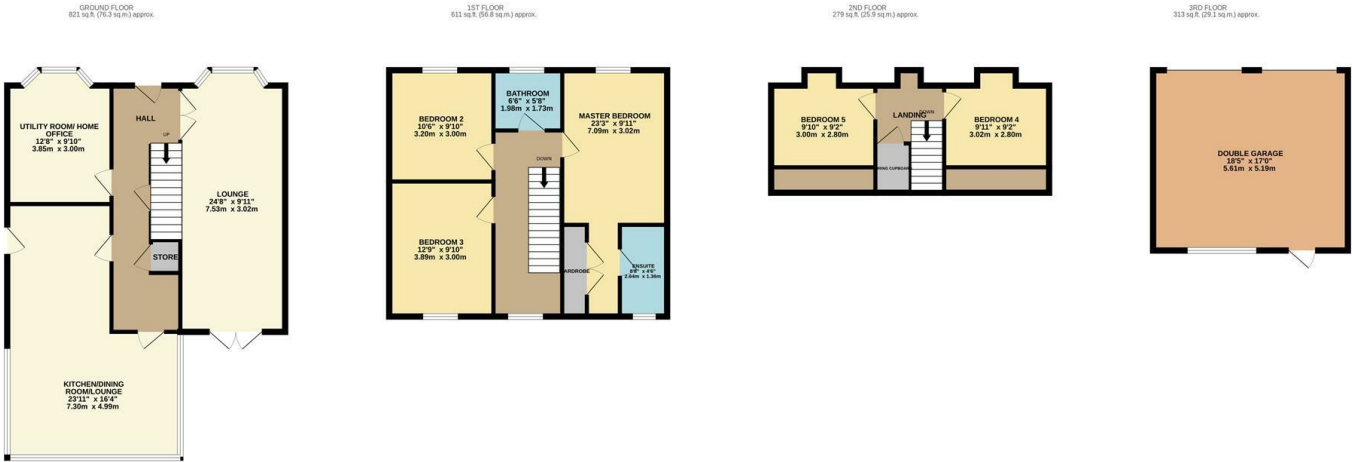 GROUND FLOOR
821 sq.ft. (76.3 sq.m.) approx.
1ST FLOOR
611 sq.ft. (56.8 sq.m.) approx.
2ND FLOOR
279 sq.ft. (25.9 sq.m.) approx.
3RD FLOOR
313 sq.ft. (29.1 sq.m.) approx.
UTILITY ROOM/ HOME
OFFICE
12'8" x 9'10"
3.85m x 3.00m
HALL
UP
LOUNGE
24'8" x 9'11"
7.53m x 3.02m
STORE
KITCHEN/DINING
ROOM/LOUNGE
23'11" x 16'4"
7.30m x 4.99m
BEDROOM 2
10'6" x 9'10"
3.20m x 3.00m
BATHROOM
6'6" x 5'8"
1.98m x 1.73m
MASTER BEDROOM
23'3" x 9'11"
7.09m x 3.02m
DOWN
BEDROOM 3
12'9" x 9'10"
3.89m x 3.00m
ARDROBE
ENSUITE
8'8" x 4'6"
2.64m x 1.36m
BEDROOM 5
9'10" x 9'2"
3.00m x 2.80m
LANDING
DOWN
BEDROOM 4
9'11" x 9'2"
3.02m x 2.80m
CUPBOARD
DOUBLE GARAGE
18'5" x 17'0"
5.61m x 5.19m